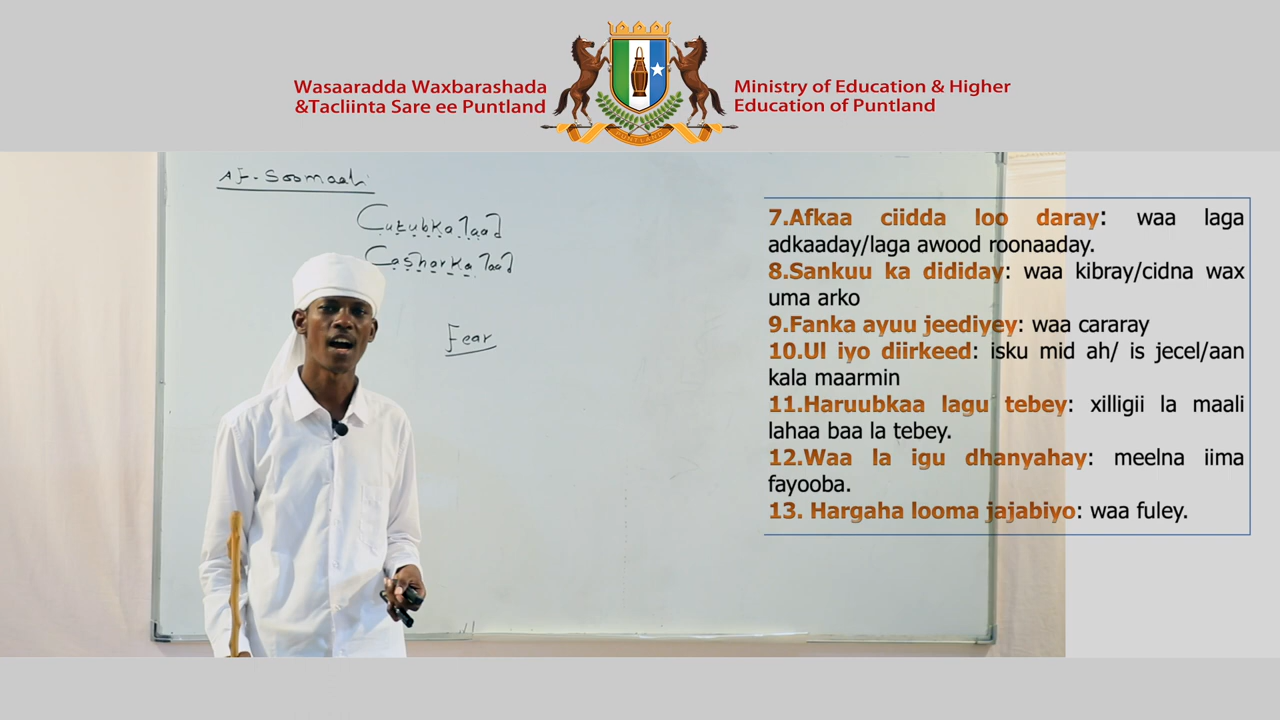 Wasaaradda Waxbarashada
&Tacliinta Sare ee Puntland
Ministry of Education & Higher
Education of Puntland
PUNTLAND
AF-Soomaali
Cutubka 1aad
Casharka 1aad
Fear
7.Afkaa ciidda loo daray: waa laga
adkaaday/laga awood roonaaday.
8.Sankuu ka dididay: waa kibray/cidna wax
uma arko
9.Fanka ayuu jeediyey: waa cararay
10.Ul iyo diirkeed: isku mid ah/ is jecel/aan
kala maarmin
11.Haruubkaa lagu tebey: xilligii la maali
lahaa baa la tebey.
12.Waa la igu dhanyahay: meelna iima
fayooba.
13. Hargaha looma jajabiyo: waa fuley.